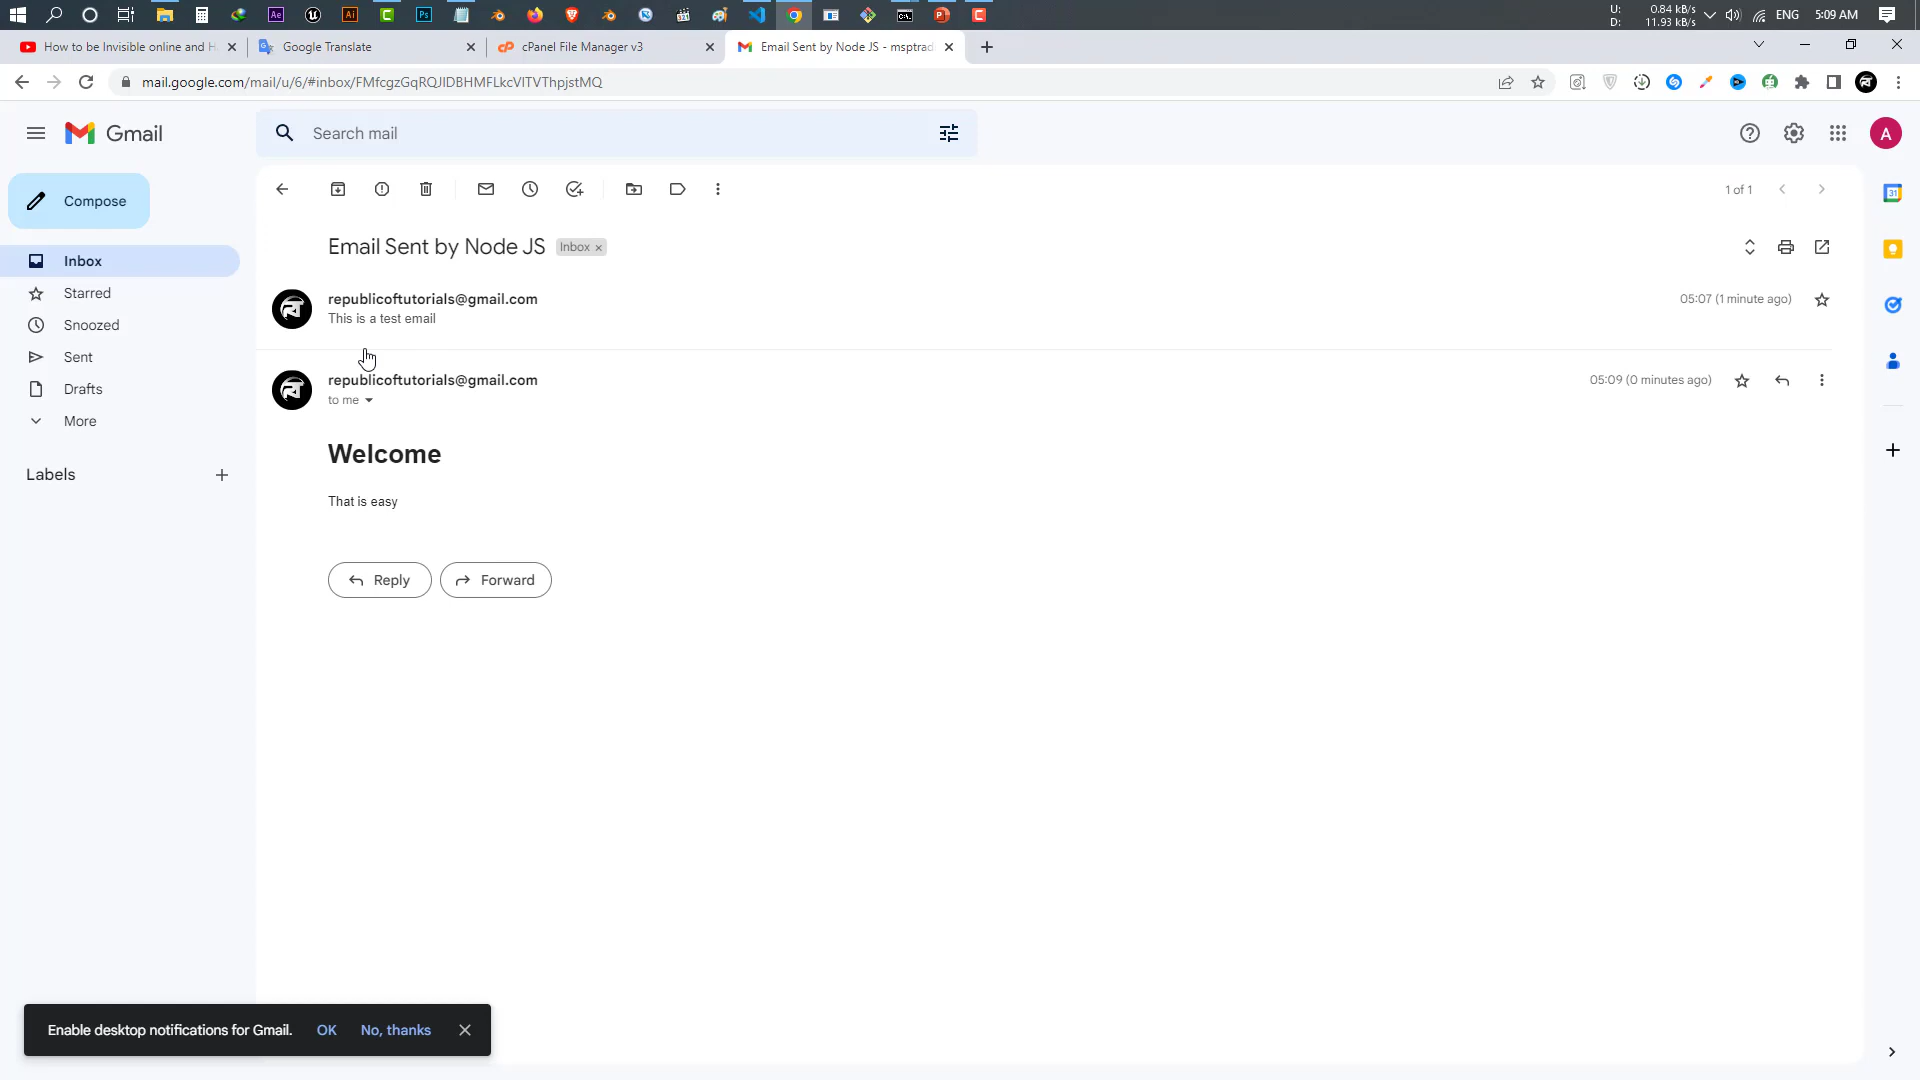 U: 0.84 kB/s
D: 11.93 kB/s
ENG 5:09 AM
How to be Invisible online and H
Google Translate
cPanel File Manager v3
Email Sent by Node JS - msptrad
mail.google.com/mail/u/6/#inbox/FMfcgzGqRQJlDBHMFLkcVlTVThpjstMQ
Gmail
Search mail
A
Compose
1 of 1
Email Sent by Node JS Inbox ×
Inbox
Starred
Snoozed
Sent
Drafts
More
Labels
republicoftutorials@gmail.com
05:07 (1 minute ago)
This is a test email
republicoftutorials@gmail.com
05:09 (0 minutes ago)
to me
Welcome
That is easy
Reply
Forward
Enable desktop notifications for Gmail. OK No, thanks